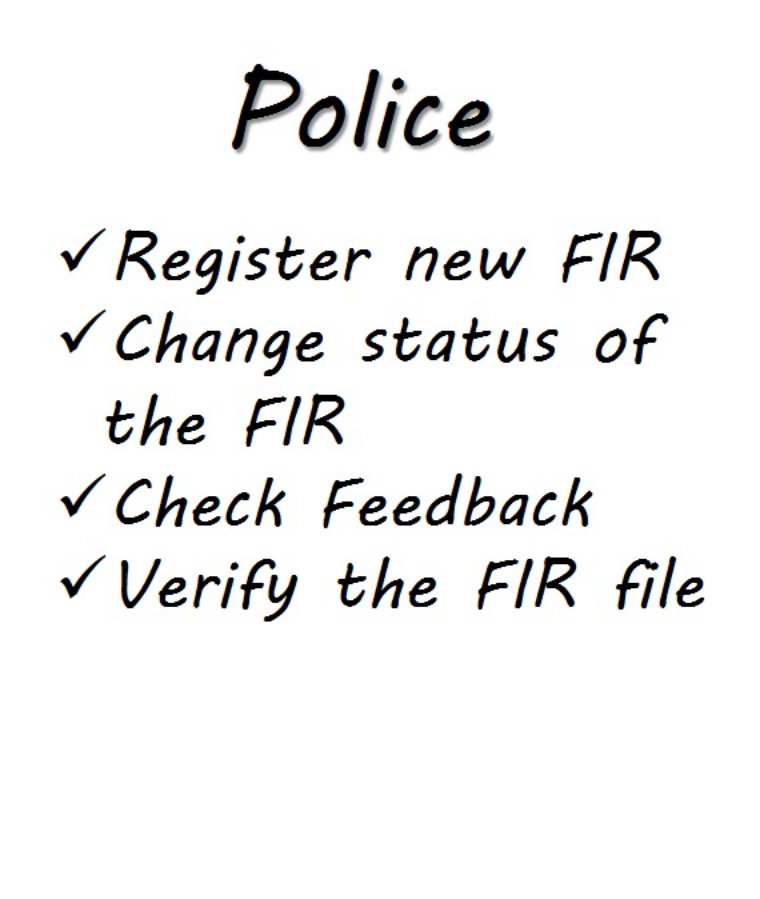 Police
✓ Register new FIR
✓ Change status of
the FIR
✓ Check Feedback
✓ Verify the FIR file